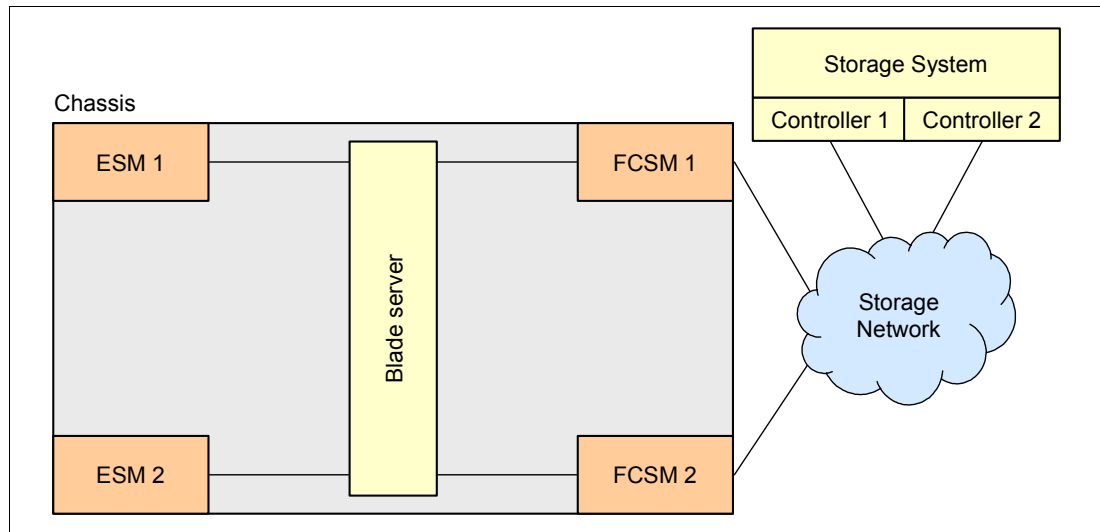 Storage System
Controller 1
Controller 2
Chassis
ESM 1
FCSM 1
Blade server
Storage
Network
ESM 2
FCSM 2